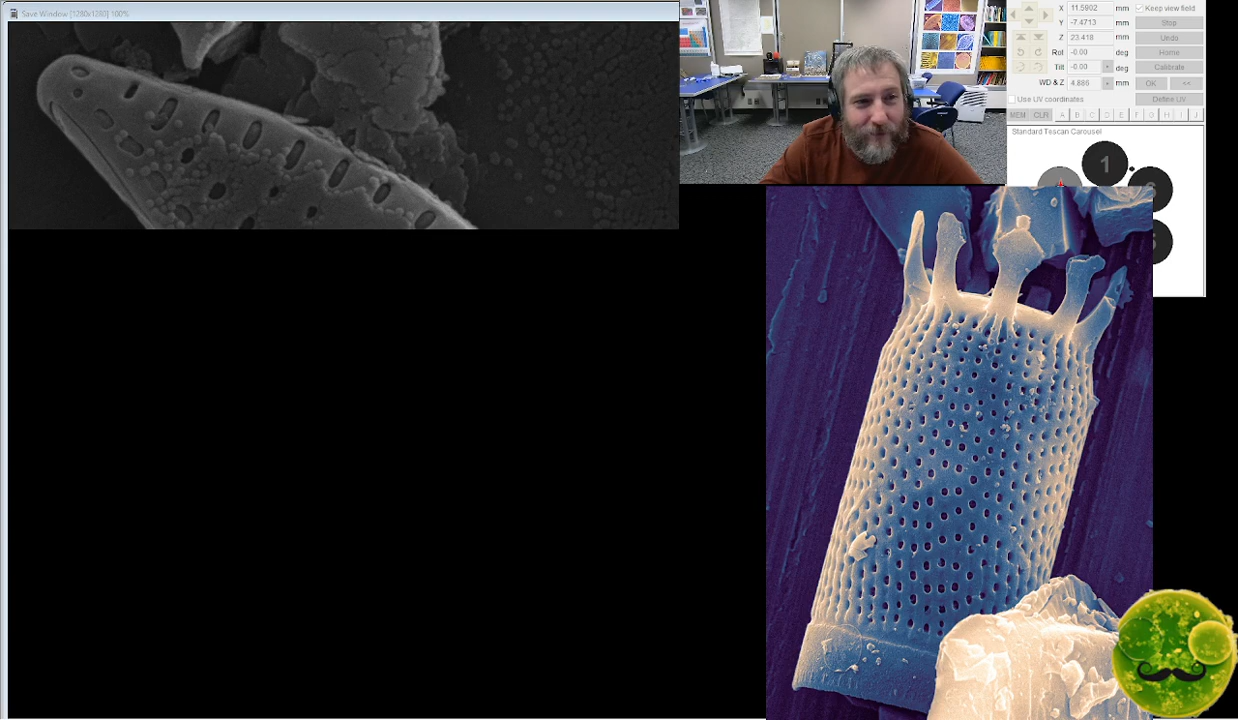 Save Window [1280x1280] 100%
X 11.5902 mm Keep view field
Y -7.4713 mm Stop
Z 23.418 mm Undo
Rot -0.00 deg Home
Tilt -0.00 deg Calibrate
WD & Z 4.886 mm OK <<
Use UV coordinates Define UV
MEM CLR A B C D E F G H I J
Standard Tescan Carousel
1